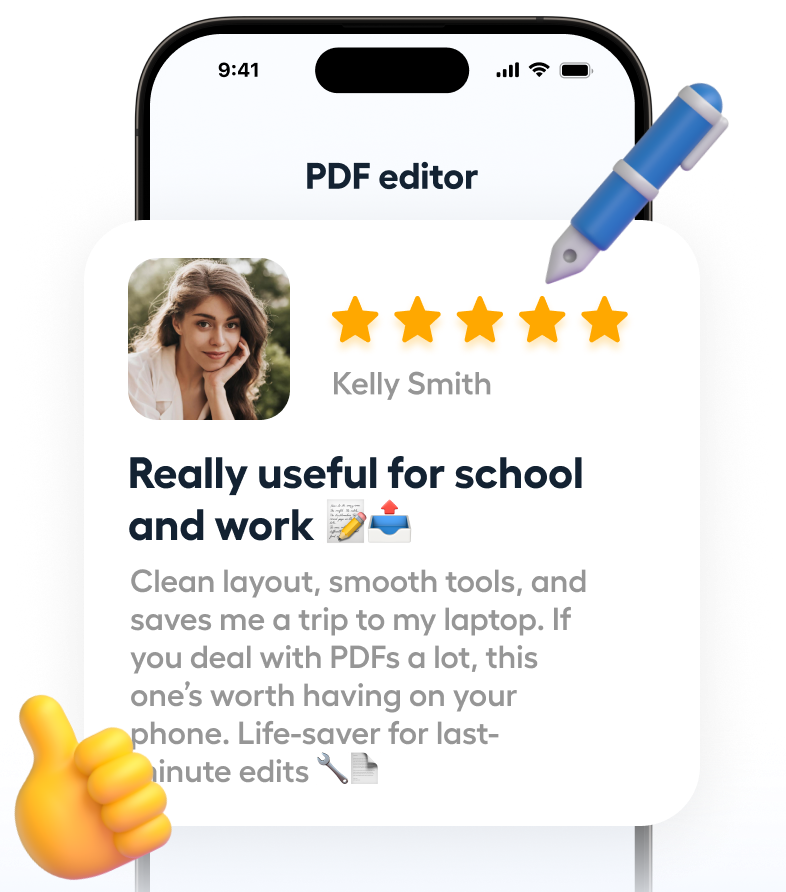 9:41
PDF editor
Kelly Smith
Really useful for school
and work 📝📤
Clean layout, smooth tools, and
saves me a trip to my laptop. If
you deal with PDFs a lot, this
one’s worth having on your
phone. Life-saver for last-
minute edits 🔧📄